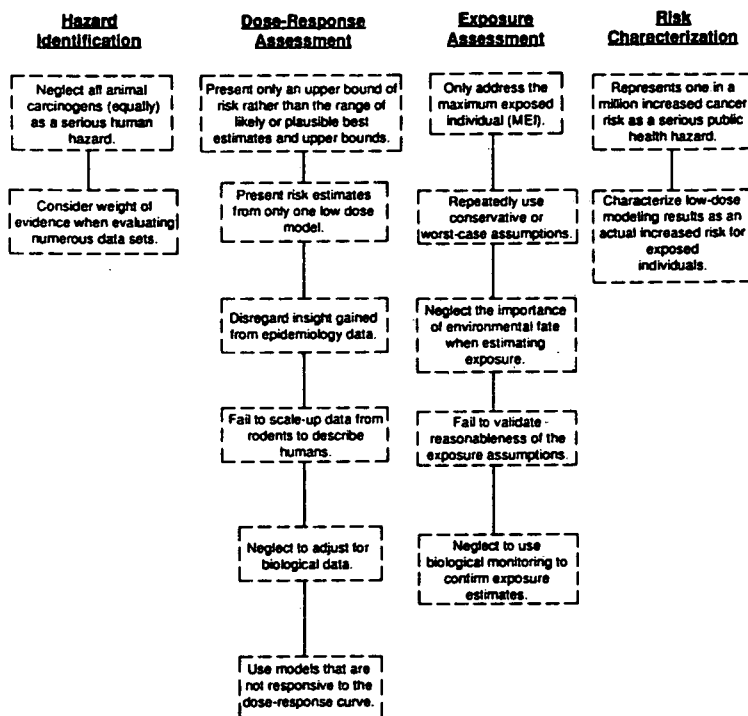 Hazard
Identification
Neglect all animal
carcinogens (equally)
as a serious human
hazard.
Consider weight of
evidence when evaluating
numerous data sets.
Dose-Response
Assessment
Present only an upper bound of
risk rather than the range of
likely or plausible best
estimates and upper bounds.
Present risk estimates
from only one low dose
model.
Disregard insight gained
from epidemiology data.
Fail to scale-up data from
rodents to describe
humans.
Neglect to adjust for
biological data.
Use models that are
not responsive to the
dose-response curve.
Exposure
Assessment
Only address the
maximum exposed
individual (MEI).
Repeatedly use
conservative or
worst-case assumptions.
Neglect the importance
of environmental fate
when estimating
exposure.
Fail to validate
reasonableness of the
exposure assumptions.
Neglect to use
biological monitoring to
confirm exposure
estimates.
Risk
Characterization
Represents one in a
million increased cancer
risk as a serious public
health hazard.
Characterize low-dose
modeling results as an
actual increased risk for
exposed
individuals.